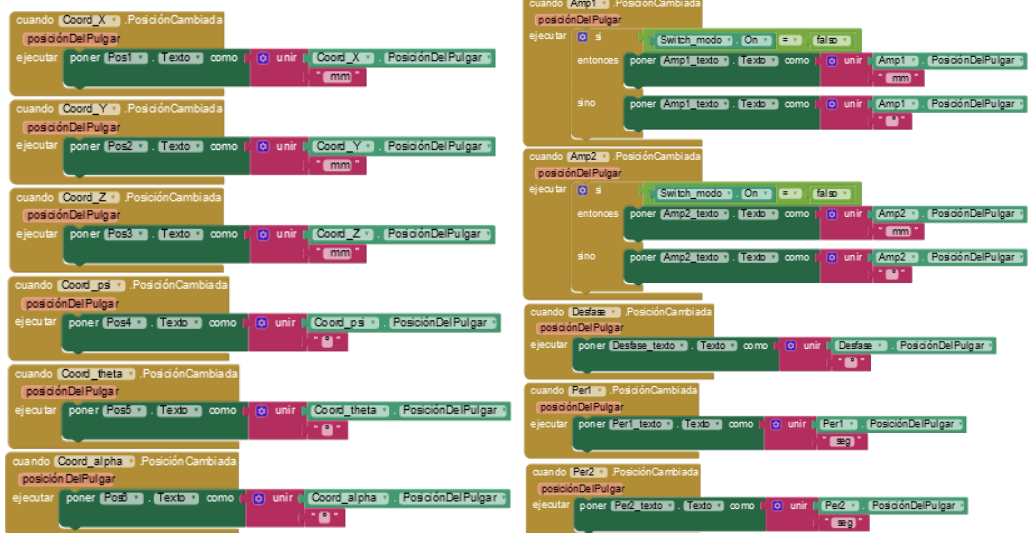 cuando Coord_X .PosiciónCambiada
posiciónDelPulgar
ejecutar poner Pos1 . Texto como unir Coord_X . PosiciónDelPulgar
" mm "
cuando Coord_Y .PosiciónCambiada
posiciónDelPulgar
ejecutar poner Pos2 . Texto como unir Coord_Y . PosiciónDelPulgar
" mm "
cuando Coord_Z .PosiciónCambiada
posiciónDelPulgar
ejecutar poner Pos3 . Texto como unir Coord_Z . PosiciónDelPulgar
" mm "
cuando Coord_psi .PosiciónCambiada
posiciónDelPulgar
ejecutar poner Pos4 . Texto como unir Coord_psi . PosiciónDelPulgar
" º "
cuando Coord_theta .PosiciónCambiada
posiciónDelPulgar
ejecutar poner Pos5 . Texto como unir Coord_theta . PosiciónDelPulgar
" º "
cuando Coord_alpha .PosiciónCambiada
posiciónDelPulgar
ejecutar poner Pos6 . Texto como unir Coord_alpha . PosiciónDelPulgar
" º "
cuando Amp1 .PosiciónCambiada
posiciónDelPulgar
ejecutar si Switch_modo . On = falso
entonces poner Amp1_texto . Texto como unir Amp1 . PosiciónDelPulgar
" mm "
sino poner Amp1_texto . Texto como unir Amp1 . PosiciónDelPulgar
" º "
cuando Amp2 .PosiciónCambiada
posiciónDelPulgar
ejecutar si Switch_modo . On = falso
entonces poner Amp2_texto . Texto como unir Amp2 . PosiciónDelPulgar
" mm "
sino poner Amp2_texto . Texto como unir Amp2 . PosiciónDelPulgar
" º "
cuando Desfase .PosiciónCambiada
posiciónDelPulgar
ejecutar poner Desfase_texto . Texto como unir Desfase . PosiciónDelPulgar
" º "
cuando Per1 .PosiciónCambiada
posiciónDelPulgar
ejecutar poner Per1_texto . Texto como unir Per1 . PosiciónDelPulgar
" seg "
cuando Per2 .PosiciónCambiada
posiciónDelPulgar
ejecutar poner Per2_texto . Texto como unir Per2 . PosiciónDelPulgar
" seg "